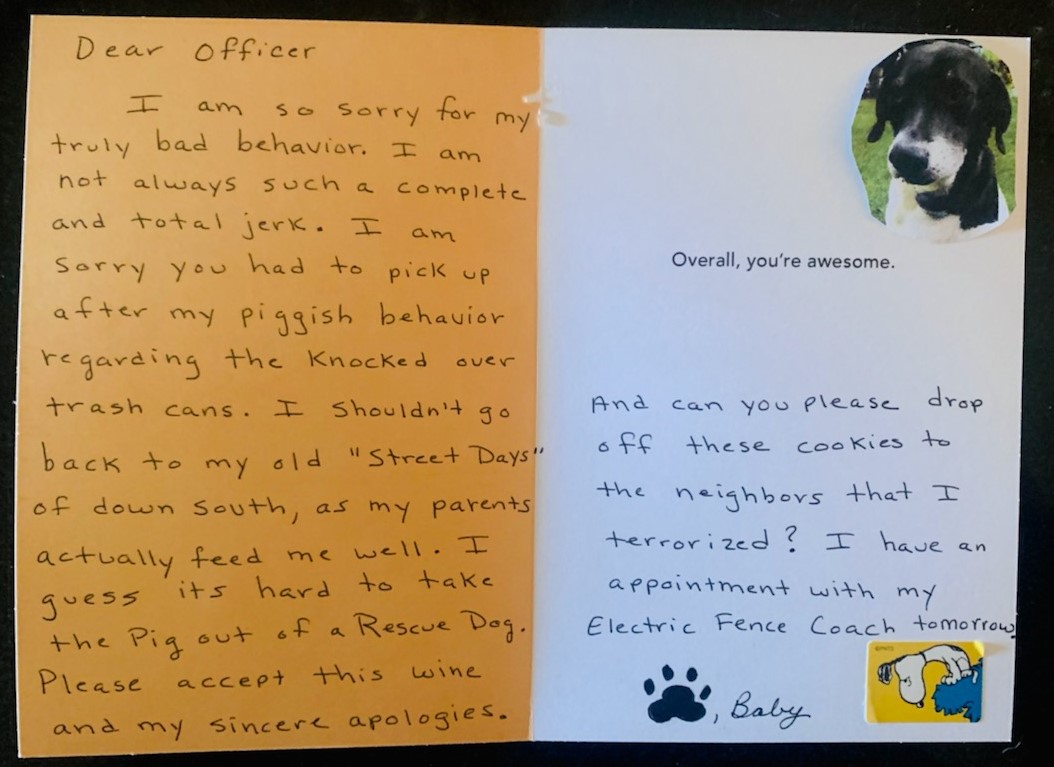 Dear Officer
I am so sorry for my
truly bad behavior. I am
not always such a complete
and total jerk. I am
sorry you had to pick up
after my piggish behavior
regarding the knocked over
trash cans. I shouldn't go
back to my old "Street Days"
of down south, as my parents
actually feed me well. I
guess its hard to take
the Pig out of a Rescue Dog.
Please accept this wine
and my sincere apologies.
Overall, you're awesome.
And can you please drop
off these cookies to
the neighbors that I
terrorized? I have an
appointment with my
Electric Fence Coach tomorrow.
, Baby